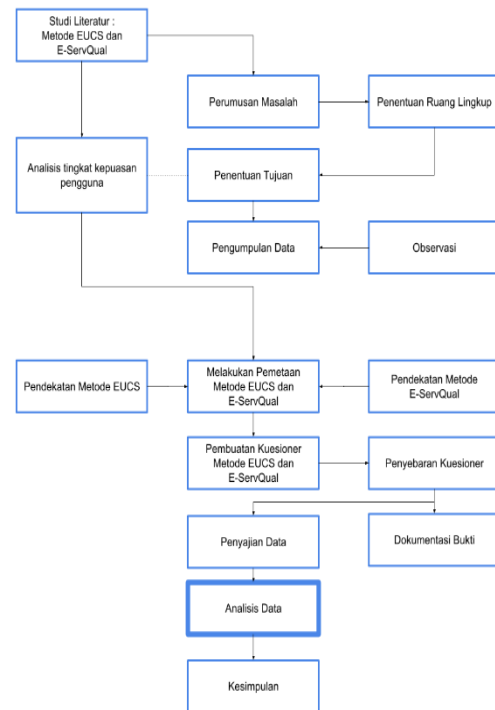 Studi Literatur :
Metode EUCS dan
E-ServQual
Perumusan Masalah
Penentuan Ruang Lingkup
Analisis tingkat kepuasan
pengguna
Penentuan Tujuan
Pengumpulan Data
Observasi
Pendekatan Metode EUCS
Melakukan Pemetaan
Metode EUCS dan
E-ServQual
Pendekatan Metode
E-ServQual
Pembuatan Kuesioner
Metode EUCS dan
E-ServQual
Penyebaran Kuesioner
Penyajian Data
Dokumentasi Bukti
Analisis Data
Kesimpulan